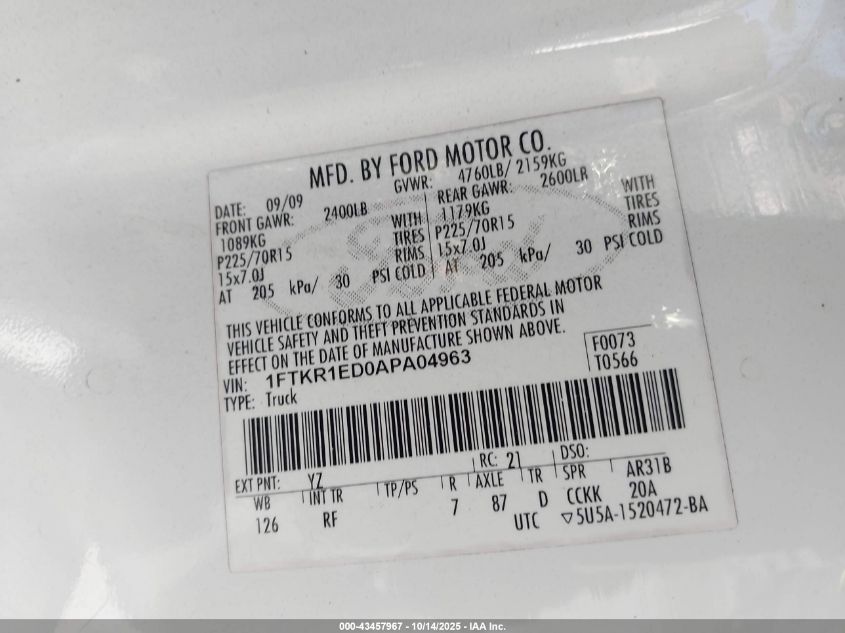 MFD. BY FORD MOTOR CO.
DATE: 09/09 GVWR: 4760LB/ 2159KG
FRONT GAWR: 2400LB REAR GAWR: 2600LB
1089KG WITH 1179KG WITH
P225/70R15 TIRES P225/70R15 TIRES
15x7.0J RIMS 15x7.0J RIMS
AT 205 kPa/ 30 PSI COLD AT 205 kPa/ 30 PSI COLD
THIS VEHICLE CONFORMS TO ALL APPLICABLE FEDERAL MOTOR
VEHICLE SAFETY AND THEFT PREVENTION STANDARDS IN
EFFECT ON THE DATE OF MANUFACTURE SHOWN ABOVE.
VIN: 1FTKR1ED0APA04963 F0073
TYPE: Truck T0566
EXT PNT: YZ RC: 21 DSO:
WB INT TR TP/PS R AXLE TR SPR AR31B
126 RF 7 87 D CCKK 20A
UTC ▽5U5A-1520472-BA
000-43457967 - 10/14/2025 - IAA Inc.